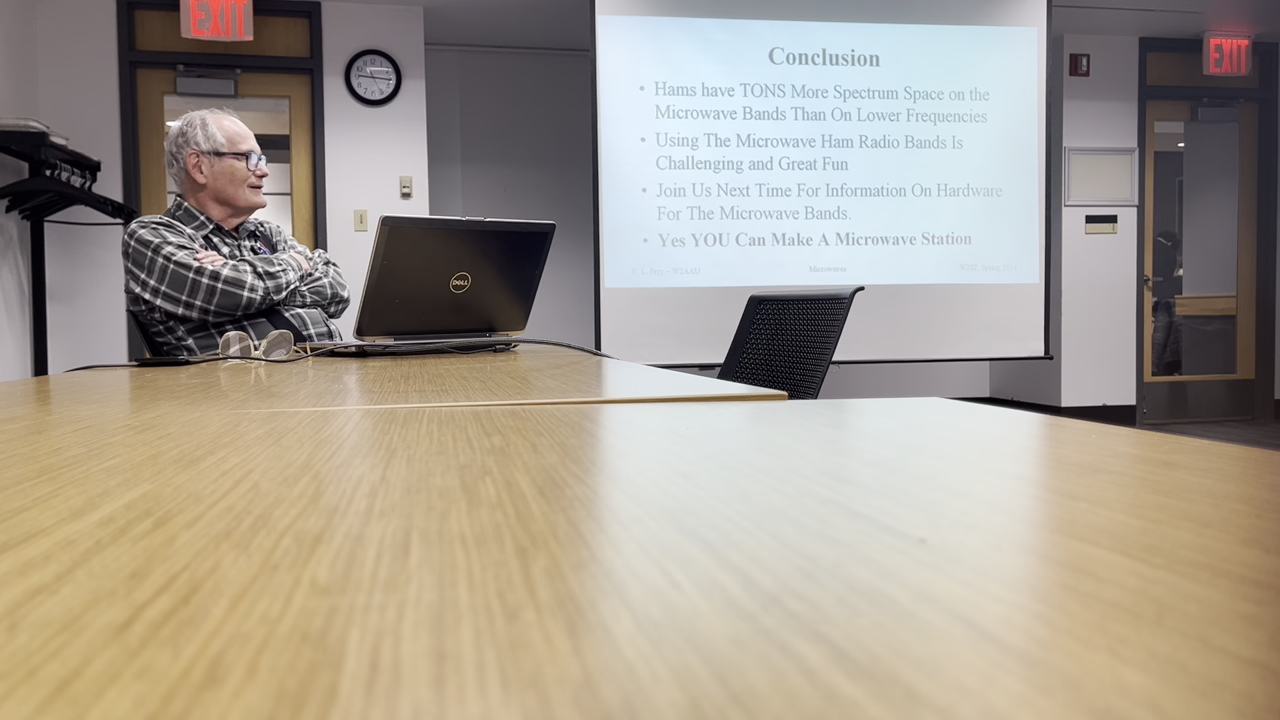 EXIT
Conclusion
• Hams have TONS More Spectrum Space on the
Microwave Bands Than On Lower Frequencies
• Using The Microwave Ham Radio Bands Is
Challenging and Great Fun
• Join Us Next Time For Information On Hardware
For The Microwave Bands.
• Yes YOU Can Make A Microwave Station
Microwaves
EXIT
DELL